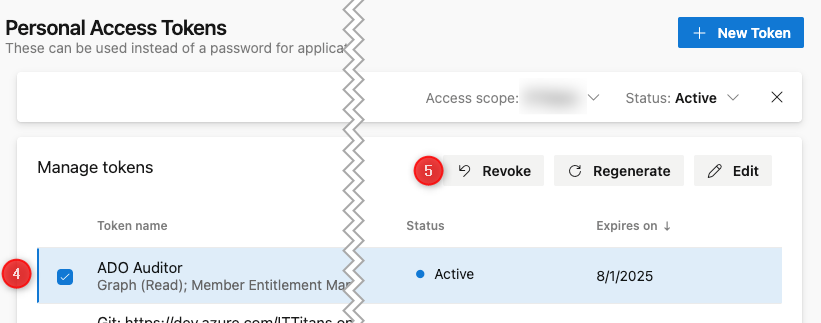 Personal Access Tokens
These can be used instead of a password for applicat
New Token
Access scope:
Status: Active
Manage tokens
5
Revoke
Regenerate
Edit
Token name
Status
Expires on ↓
4
ADO Auditor
Graph (Read); Member Entitlement Mar
Active
8/1/2025
Git: https://dev.azure.com/ITTitans on